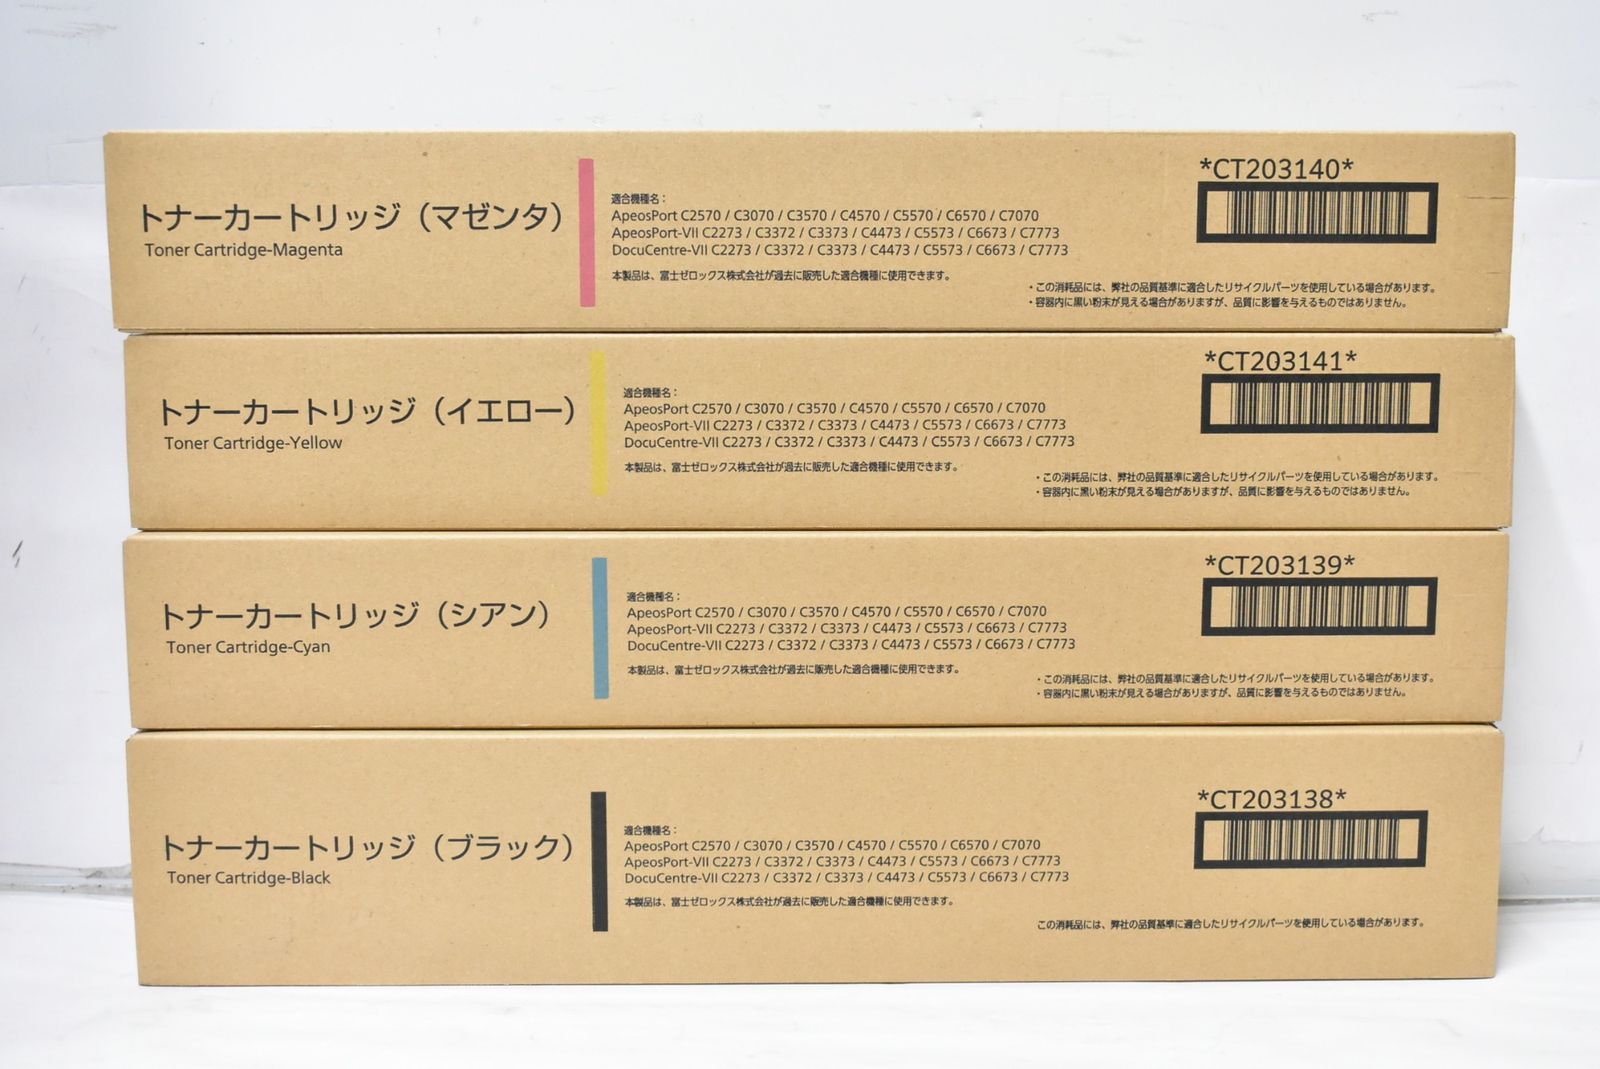 トナーカートリッジ（マゼンタ）
Toner Cartridge-Magenta
適合機種名：
ApeosPort C2570 / C3070 / C3570 / C4570 / C5570 / C6570 / C7070
ApeosPort-VII C2273 / C3372 / C3373 / C4473 / C5573 / C6673 / C7773
DocuCentre-VII C2273 / C3372 / C3373 / C4473 / C5573 / C6673 / C7773
本製品は、富士ゼロックス株式会社が過去に販売した適合機種に使用できます。
*CT203140*
・この消耗品には、弊社の品質基準に適合したリサイクルパーツを使用している場合があります。
・容器内に黒い粉末が見える場合がありますが、品質に影響を与えるものではありません。
トナーカートリッジ（イエロー）
Toner Cartridge-Yellow
適合機種名：
ApeosPort C2570 / C3070 / C3570 / C4570 / C5570 / C6570 / C7070
ApeosPort-VII C2273 / C3372 / C3373 / C4473 / C5573 / C6673 / C7773
DocuCentre-VII C2273 / C3372 / C3373 / C4473 / C5573 / C6673 / C7773
本製品は、富士ゼロックス株式会社が過去に販売した適合機種に使用できます。
*CT203141*
・この消耗品には、弊社の品質基準に適合したリサイクルパーツを使用している場合があります。
・容器内に黒い粉末が見える場合がありますが、品質に影響を与えるものではありません。
トナーカートリッジ（シアン）
Toner Cartridge-Cyan
適合機種名：
ApeosPort C2570 / C3070 / C3570 / C4570 / C5570 / C6570 / C7070
ApeosPort-VII C2273 / C3372 / C3373 / C4473 / C5573 / C6673 / C7773
DocuCentre-VII C2273 / C3372 / C3373 / C4473 / C5573 / C6673 / C7773
本製品は、富士ゼロックス株式会社が過去に販売した適合機種に使用できます。
*CT203139*
・この消耗品には、弊社の品質基準に適合したリサイクルパーツを使用している場合があります。
・容器内に黒い粉末が見える場合がありますが、品質に影響を与えるものではありません。
トナーカートリッジ（ブラック）
Toner Cartridge-Black
適合機種名：
ApeosPort C2570 / C3070 / C3570 / C4570 / C5570 / C6570 / C7070
ApeosPort-VII C2273 / C3372 / C3373 / C4473 / C5573 / C6673 / C7773
DocuCentre-VII C2273 / C3372 / C3373 / C4473 / C5573 / C6673 / C7773
本製品は、富士ゼロックス株式会社が過去に販売した適合機種に使用できます。
*CT203138*
この消耗品には、弊社の品質基準に適合したリサイクルパーツを使用している場合があります。